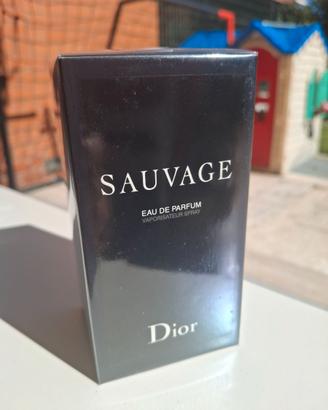 SAUVAGE
EAU DE PARFUM
VAPORISATEUR SPRAY
Dior